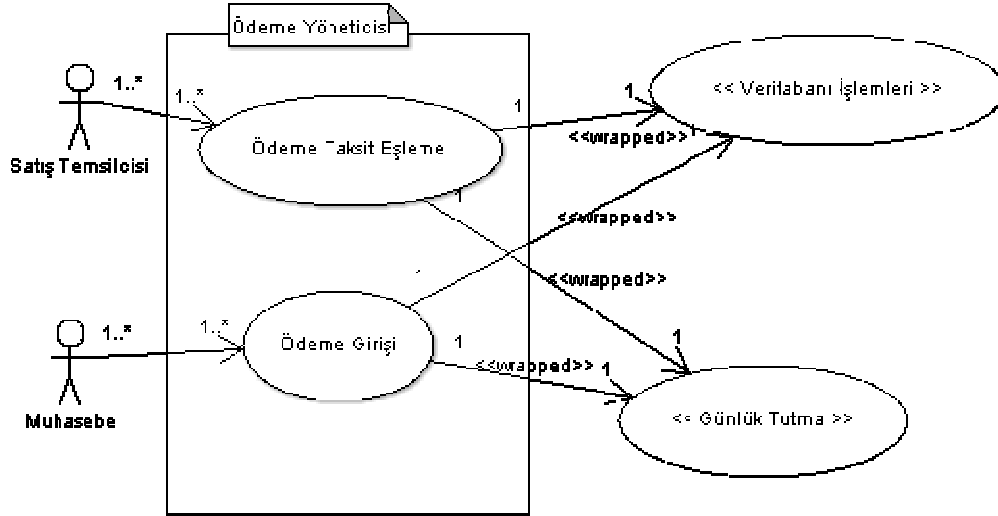 Ödeme Yöneticisi
1..*
1..*
Satış Temsilcisi
Ödeme Taksit Eşleme
1
1
<<wrapped>>
<< Veritabanı İşlemleri >>
1
<<wrapped>>
<<wrapped>>
1..*
1..*
Muhasebe
Ödeme Girişi
1
<<wrapped>>
1
1
<< Günlük Tutma >>